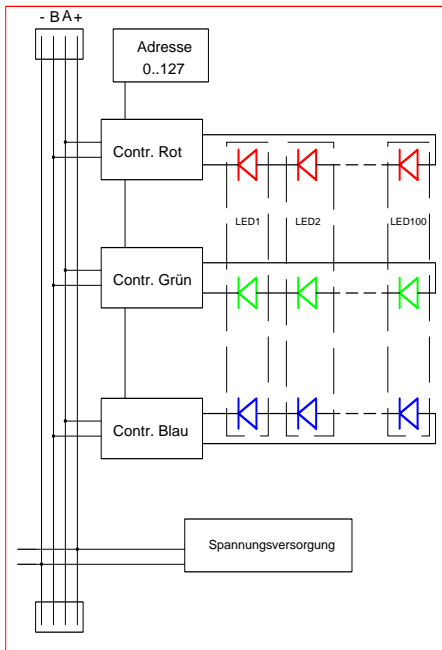 - B A +
Adresse
0..127
Contr. Rot
LED1
LED2
LED100
Contr. Grün
Contr. Blau
Spannungsversorgung